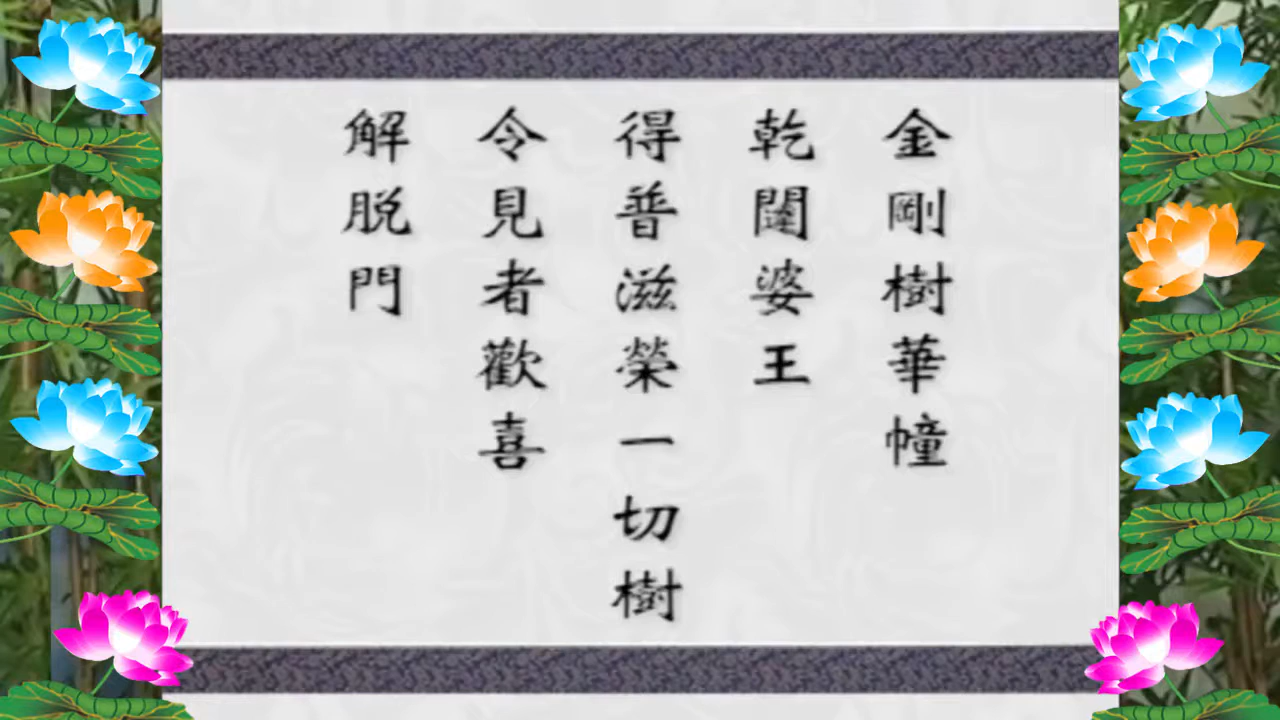 金剛樹華幢
乾闥婆王
得普滋榮一切樹
令見者歡喜
解脱門